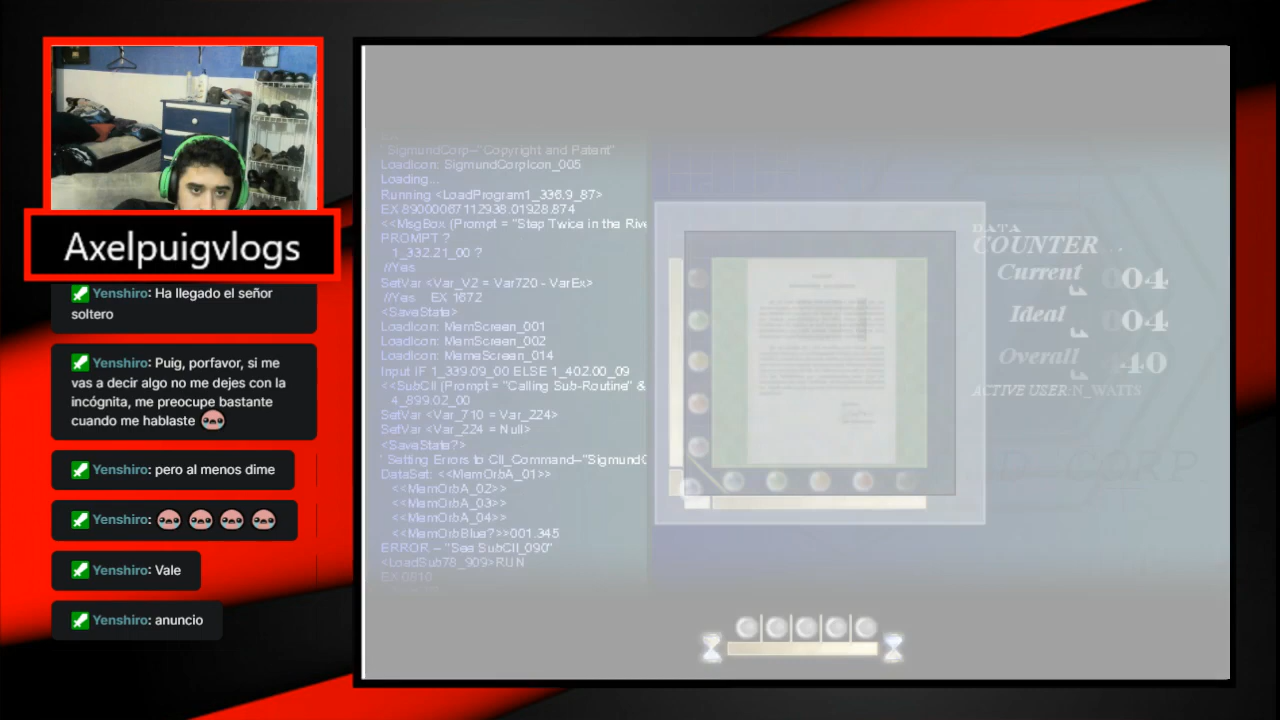 Axelpuigvlogs
Yenshiro: Ha llegado el señor
soltero
Yenshiro: Puig, porfavor, si me
vas a decir algo no me dejes con la
incógnita, me preocupe bastante
cuando me hablaste
Yenshiro: pero al menos dime
Yenshiro:
Yenshiro: Vale
Yenshiro: anuncio
' SigmundCorp-"Copyright and Patent"
LoadIcon: SigmundCorpIcon_005
Loading...
Running <LoadProgram1_336.9_87>
EX 89000067112938.01928.874
<<MsgBox (Prompt = "Step Twice in the Rive
PROMPT ?
1_332.21_00 ?
//Yes
SetVar <Var_V2 = Var720 - VarEx>
//Yes EX 1672
<SaveState>
LoadIcon: MemScreen_001
LoadIcon: MemScreen_002
LoadIcon: MemeScreen_014
Input IF 1_339.09_00 ELSE 1_402.00_09
<<SubCll (Prompt = "Calling Sub-Routine" &
4_899.02_00
SetVar <Var_710 = Var_224>
SetVar <Var_224 = Null>
<SaveState?>
' Setting Errors to Cll_Command-"Sigmund
DataSet: <<MemOrbA_01>>
<<MemOrbA_02>>
<<MemOrbA_03>>
<<MemOrbA_04>>
<<MemOrbBlue?>>001.345
ERROR - "See SubCll_090"
<LoadSub78_909>RUN
EX 0810
DATA
COUNTER...
Current 004
Ideal 004
Overall 40
ACTIVE USER:N_WATTS